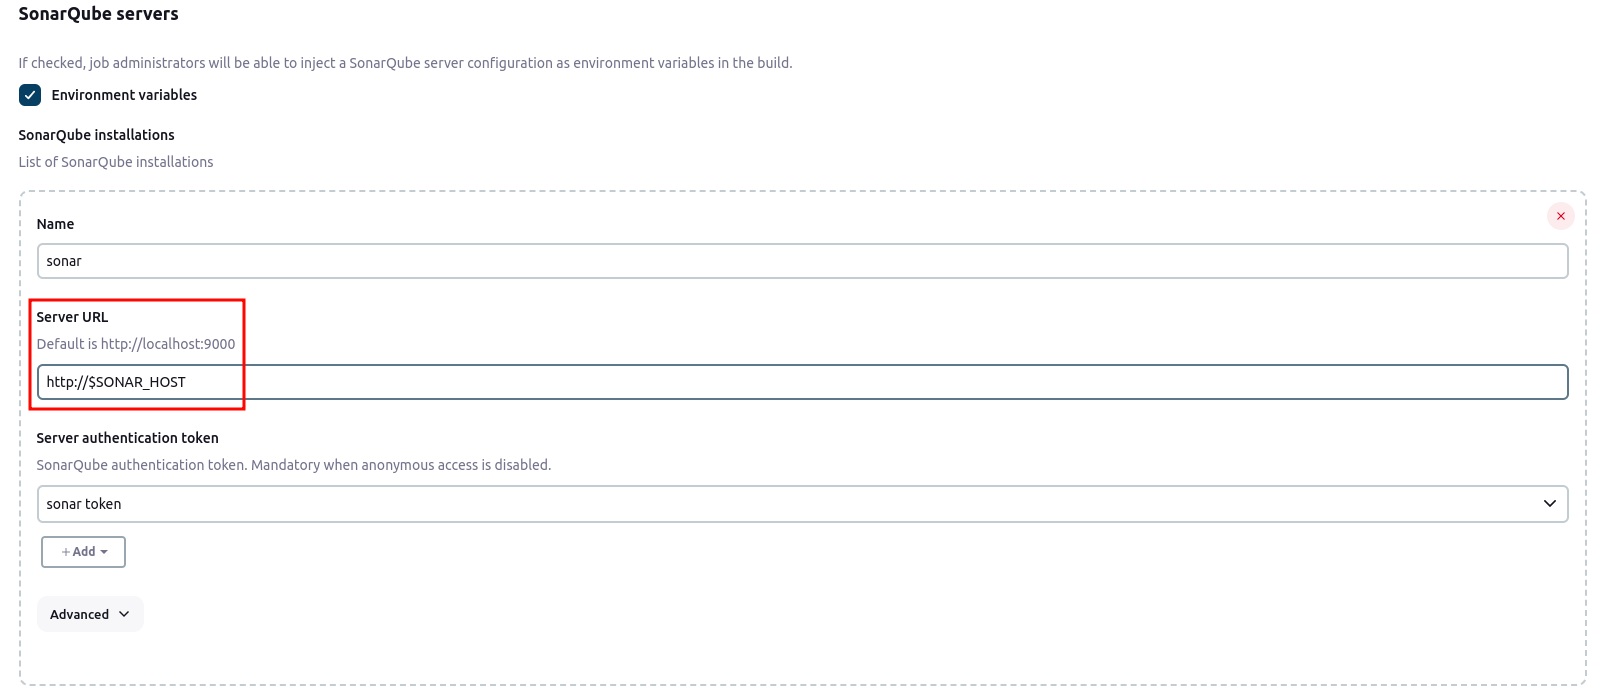 SonarQube servers
If checked, job administrators will be able to inject a SonarQube server configuration as environment variables in the build.
Environment variables
SonarQube installations
List of SonarQube installations
Name
sonar
Server URL
Default is http://localhost:9000
http://$SONAR_HOST
Server authentication token
SonarQube authentication token. Mandatory when anonymous access is disabled.
sonar token
+ Add
Advanced